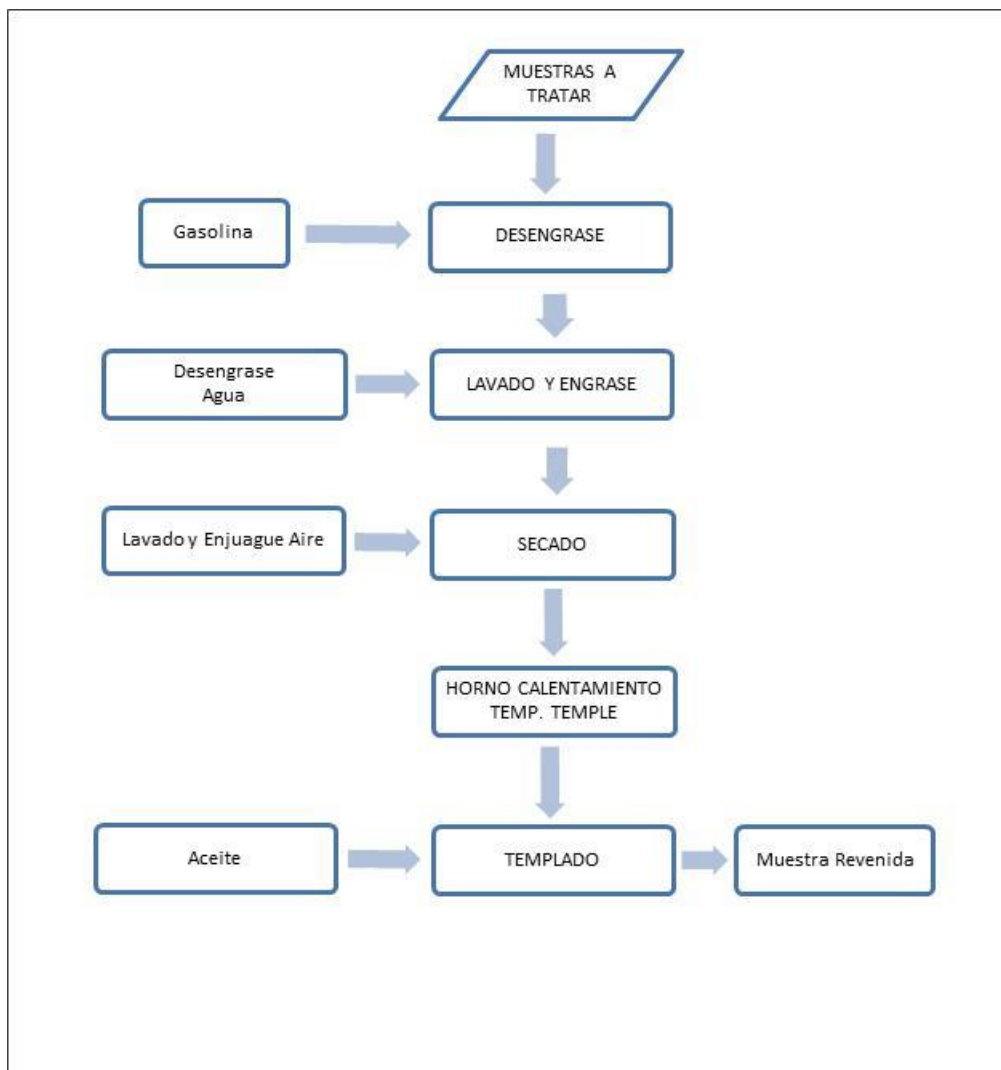 MUESTRAS A
TRATAR
Gasolina
DESENGRASE
Desengrase
Agua
LAVADO Y ENGRASE
Lavado y Enjuague Aire
SECADO
HORNO CALENTAMIENTO
TEMP. TEMPLE
Aceite
TEMPLADO
Muestra Revenida